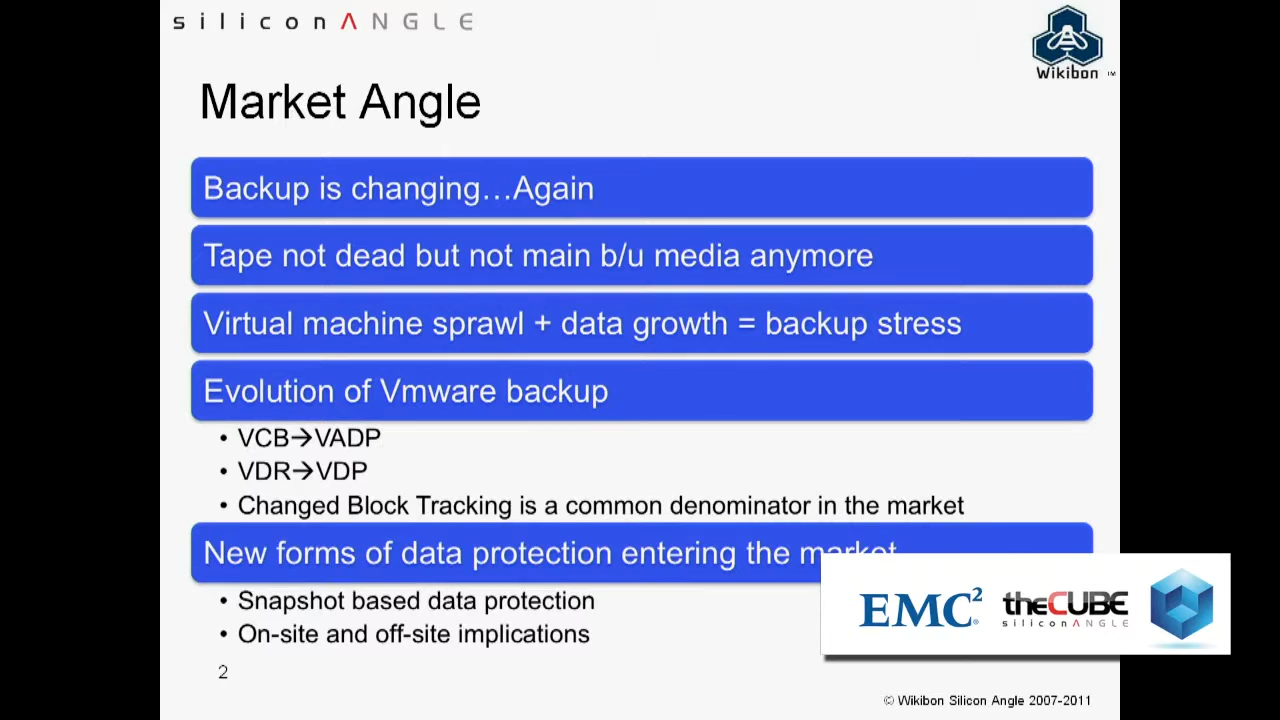 siliconANGLE
Wikibon ™
Market Angle
Backup is changing…Again
Tape not dead but not main b/u media anymore
Virtual machine sprawl + data growth = backup stress
Evolution of Vmware backup
• VCB→VADP
• VDR→VDP
• Changed Block Tracking is a common denominator in the market
New forms of data protection entering the market
• Snapshot based data protection
• On-site and off-site implications
EMC²® theCUBE
siliconANGLE
2
© Wikibon Silicon Angle 2007-2011